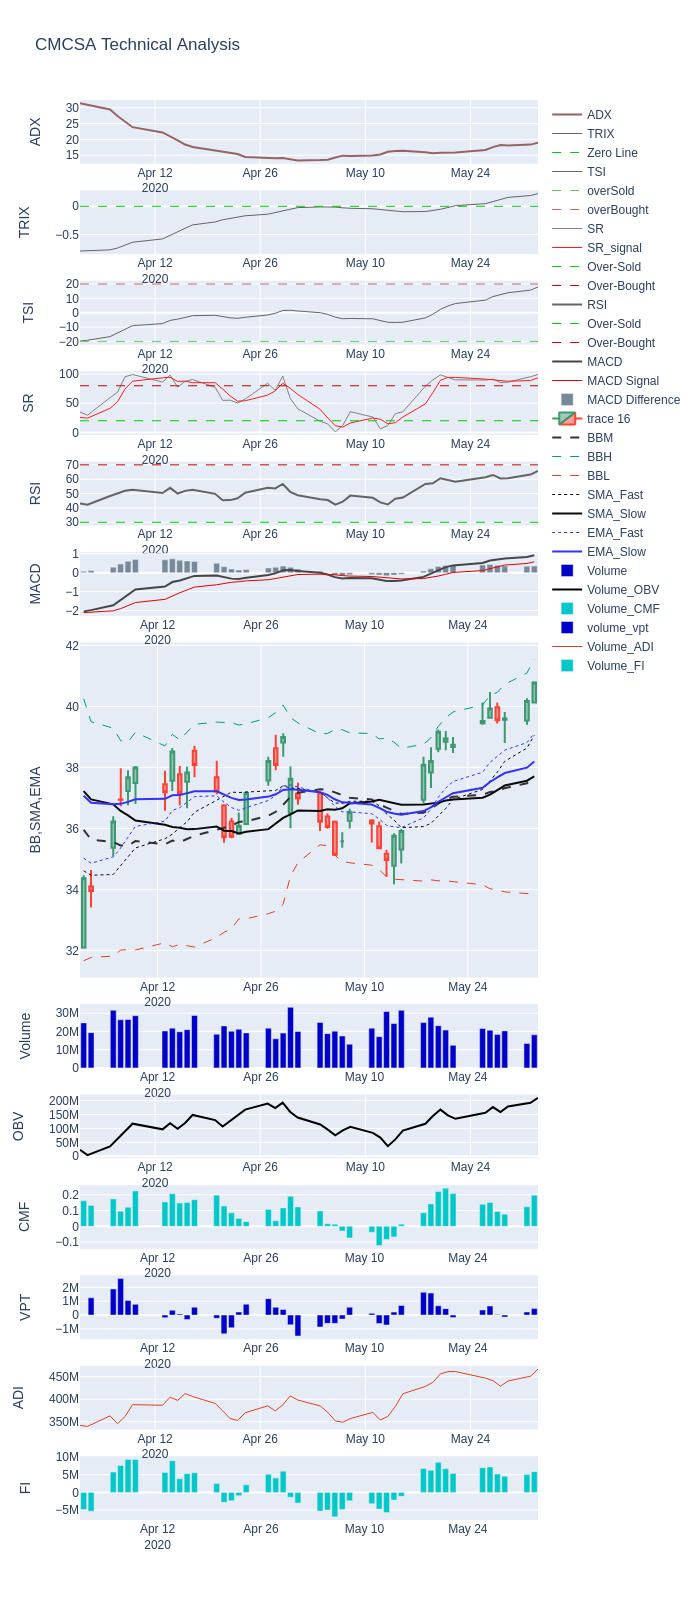 CMCSA Technical Analysis
ADX
30
25
20
15
Apr 12
2020
Apr 26
May 10
May 24
TRIX
0
−0.5
Apr 12
2020
Apr 26
May 10
May 24
TSI
20
10
0
−10
−20
Apr 12
2020
Apr 26
May 10
May 24
SR
100
50
0
Apr 12
2020
Apr 26
May 10
May 24
RSI
70
60
50
40
30
Apr 12
2020
Apr 26
May 10
May 24
MACD
1
0
−1
−2
Apr 12
2020
Apr 26
May 10
May 24
BB,SMA,EMA
42
40
38
36
34
32
Apr 12
2020
Apr 26
May 10
May 24
Volume
30M
20M
10M
0
Apr 12
2020
Apr 26
May 10
May 24
OBV
200M
150M
100M
50M
0
Apr 12
2020
Apr 26
May 10
May 24
CMF
0.2
0.1
0
−0.1
Apr 12
2020
Apr 26
May 10
May 24
VPT
2M
1M
0
−1M
Apr 12
2020
Apr 26
May 10
May 24
ADI
450M
400M
350M
Apr 12
2020
Apr 26
May 10
May 24
FI
10M
5M
0
−5M
Apr 12
2020
Apr 26
May 10
May 24
ADX
TRIX
Zero Line
TSI
overSold
overBought
SR
SR_signal
Over-Sold
Over-Bought
RSI
Over-Sold
Over-Bought
MACD
MACD Signal
MACD Difference
trace 16
BBM
BBH
BBL
SMA_Fast
SMA_Slow
EMA_Fast
EMA_Slow
Volume
Volume_OBV
Volume_CMF
volume_vpt
Volume_ADI
Volume_FI